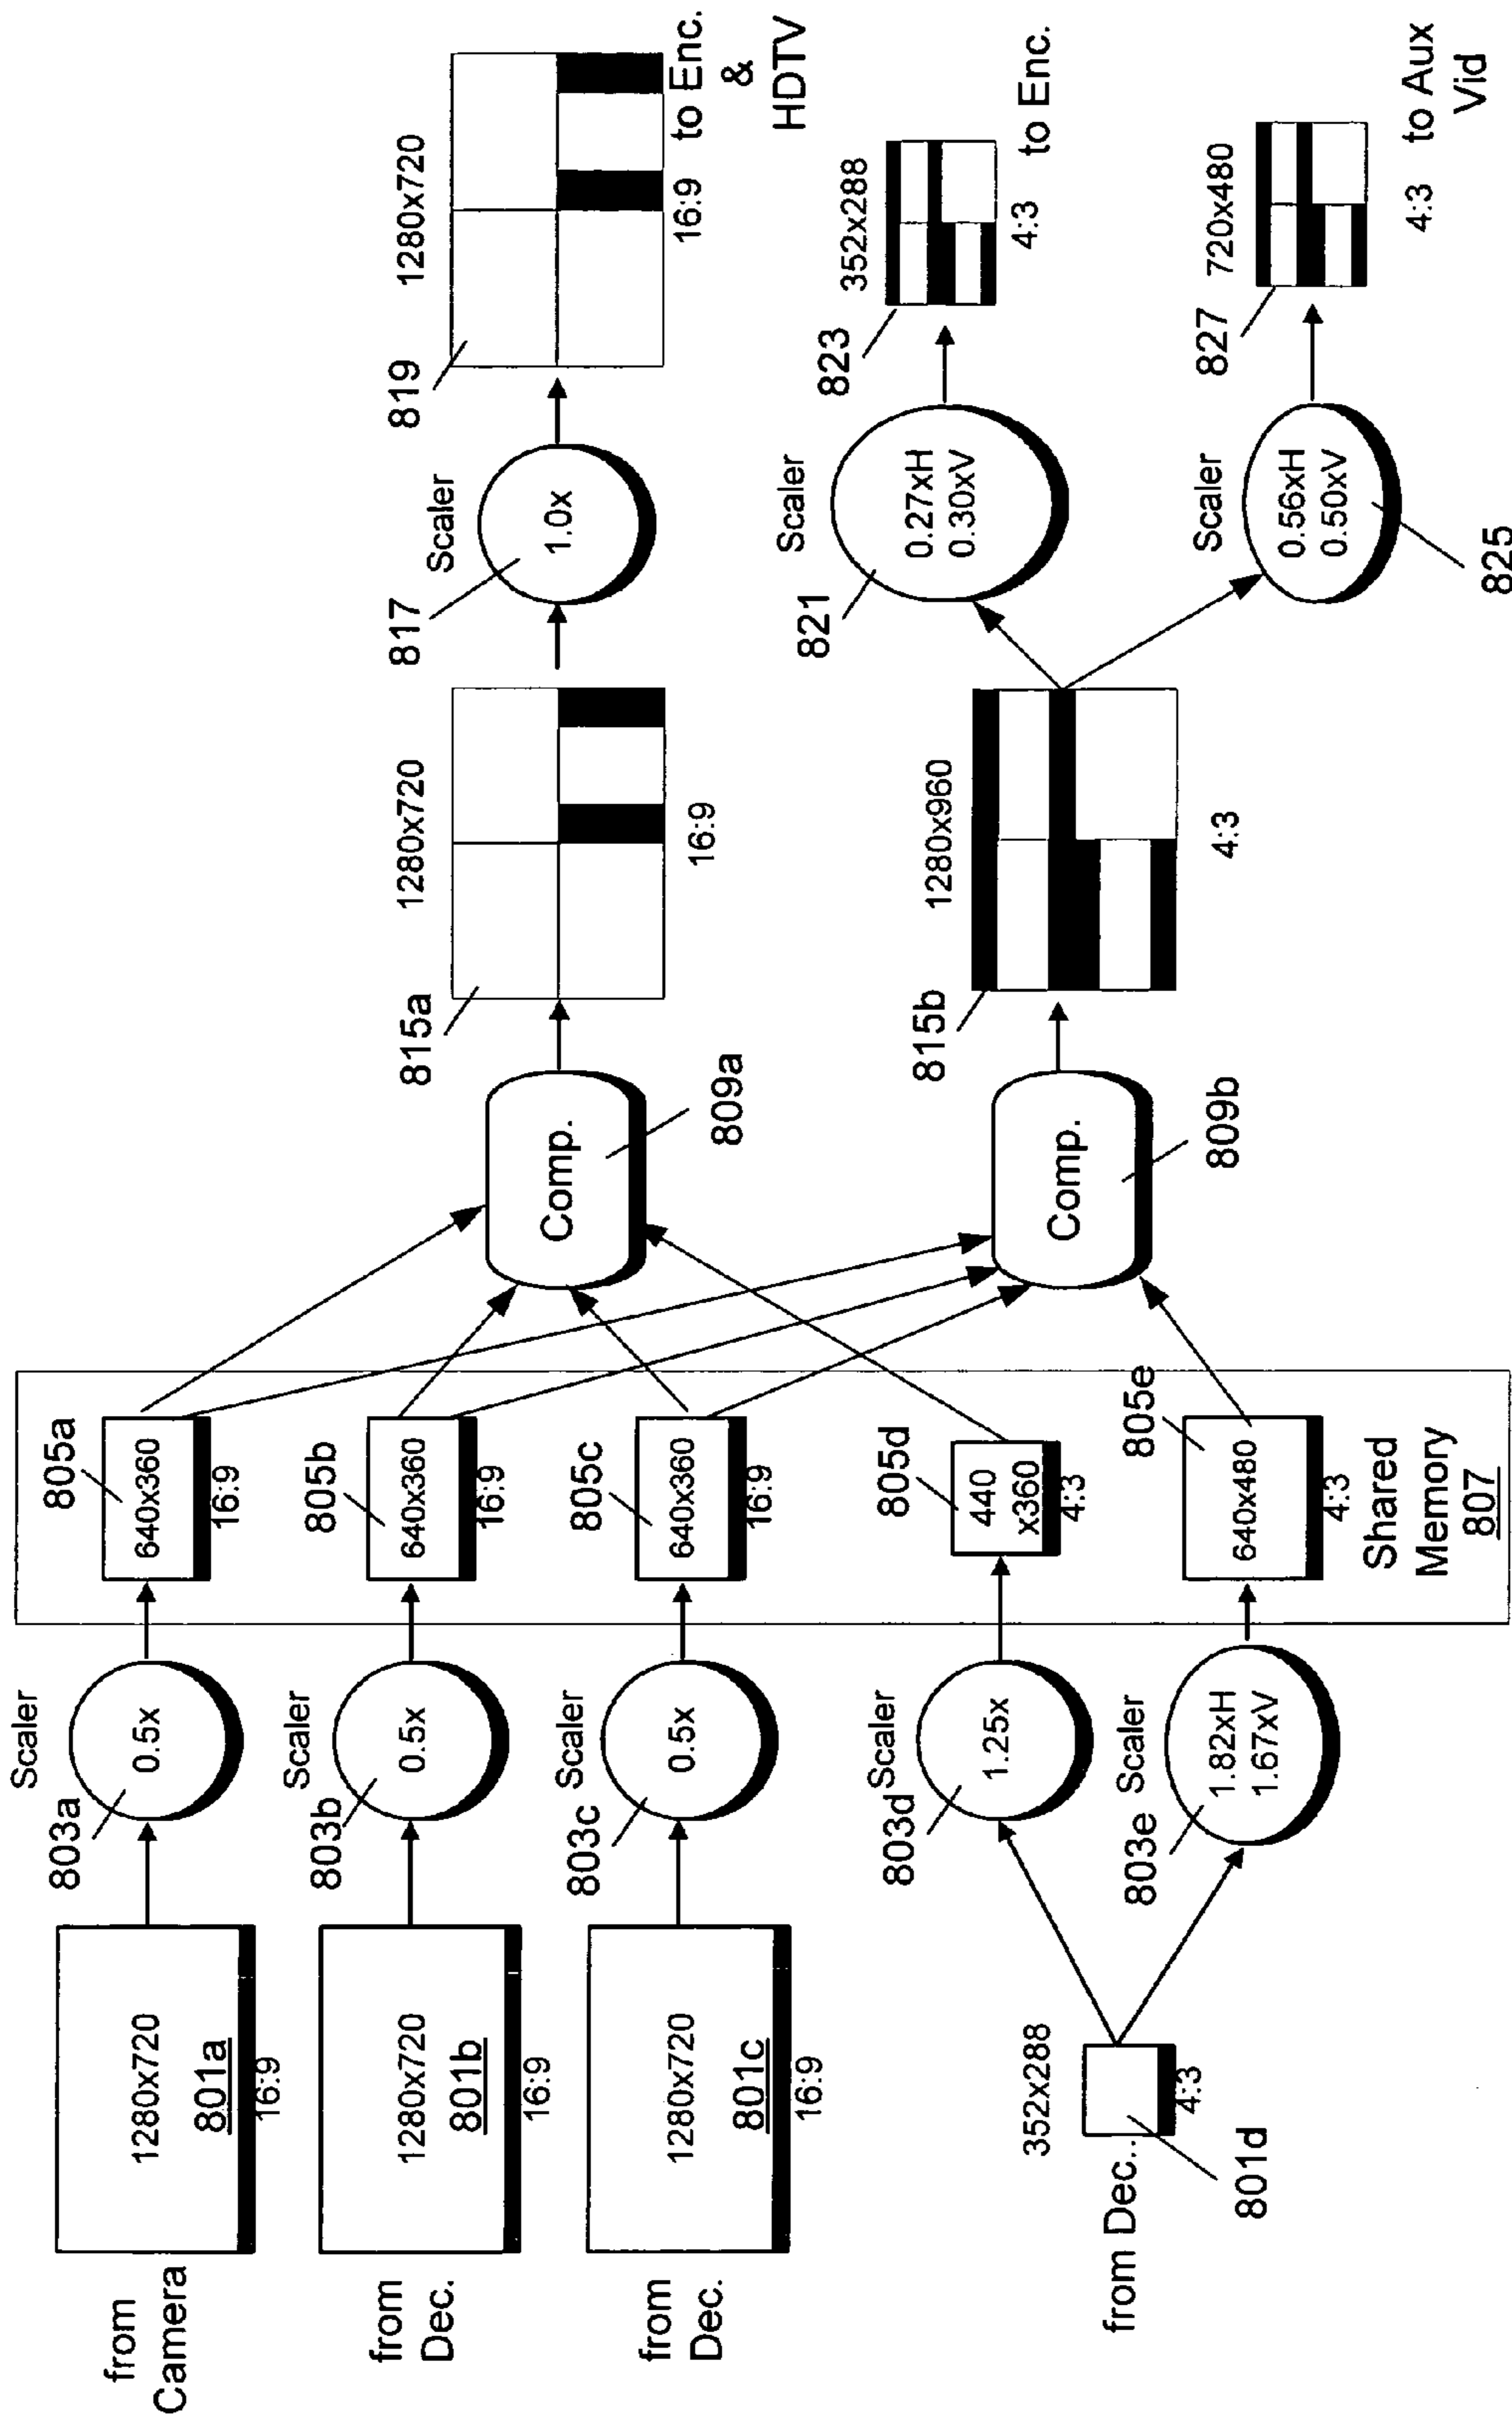 from
Camera
1280x720
801a
16:9
803a
Scaler
0.5x
805a
640x360
16:9
from
Dec.
1280x720
801b
16:9
803b
Scaler
0.5x
805b
640x360
16:9
from
Dec.
1280x720
801c
16:9
803c
Scaler
0.5x
805c
640x360
16:9
from Dec..
352x288
4:3
801d
803d
Scaler
1.25x
805d
440
x360
4:3
803e
Scaler
1.82xH
1.67xV
805e
640x480
4:3
Shared
Memory
807
Comp.
809a
815a
1280x720
16:9
817
Scaler
1.0x
819
1280x720
16:9
to Enc.
&
HDTV
Comp.
809b
815b
1280x960
4:3
821
Scaler
0.27xH
0.30xV
823
352x288
4:3
to Enc.
Scaler
0.56xH
0.50xV
825
827
720x480
4:3
to Aux
Vid